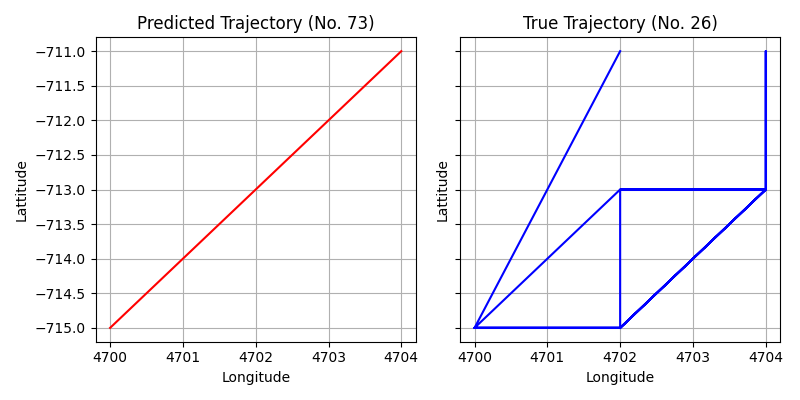 Predicted Trajectory (No. 73)
True Trajectory (No. 26)
−711.0
−711.5
−712.0
−712.5
−713.0
−713.5
−714.0
−714.5
−715.0
Lattitude
Lattitude
4700 4701 4702 4703 4704
4700 4701 4702 4703 4704
Longitude
Longitude